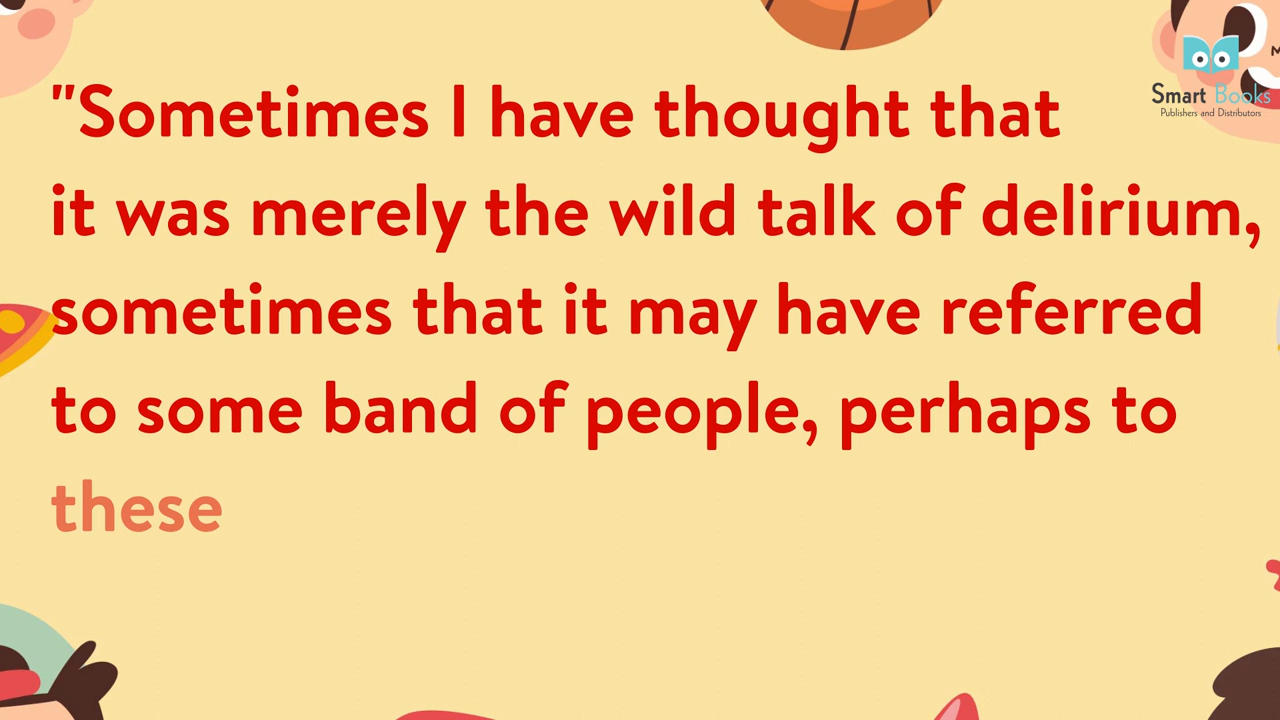 "Sometimes I have thought that
it was merely the wild talk of delirium,
sometimes that it may have referred
to some band of people, perhaps to
these
Smart Books
Publishers and Distributors